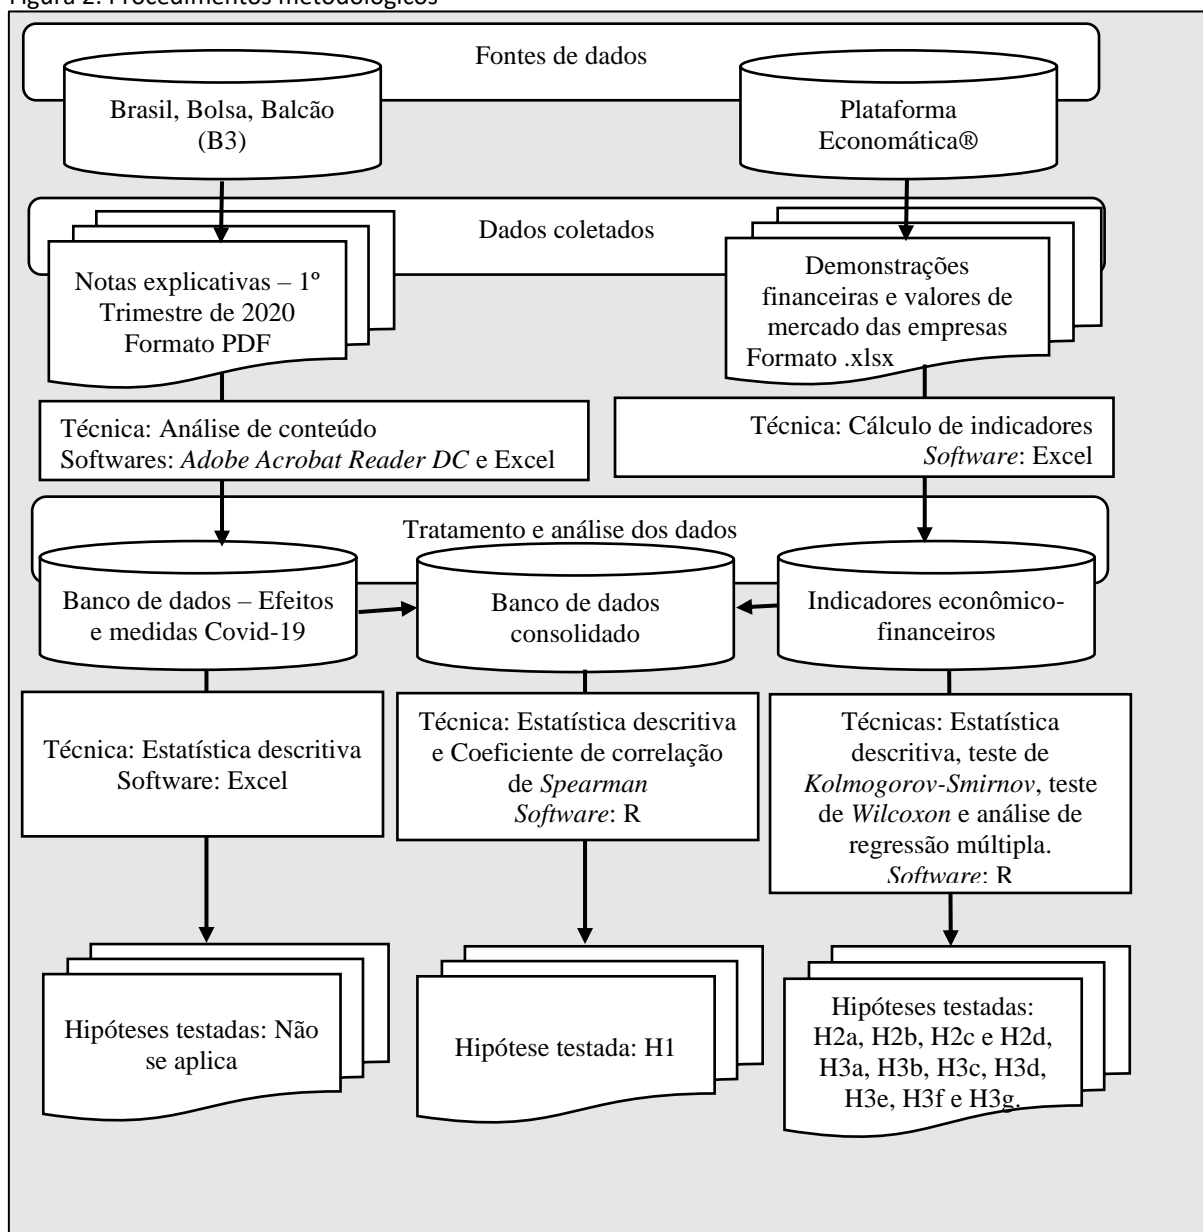 Figura 2. Procedimentos metodológicos
Fontes de dados
Brasil, Bolsa, Balcão
(B3)
Plataforma
Economática®
Dados coletados
Notas explicativas – 1º
Trimestre de 2020
Formato PDF
Demonstrações
financeiras e valores de
mercado das empresas
Formato .xlsx
Técnica: Análise de conteúdo
Softwares: Adobe Acrobat Reader DC e Excel
Técnica: Cálculo de indicadores
Software: Excel
Tratamento e análise dos dados
Banco de dados – Efeitos
e medidas Covid-19
Banco de dados
consolidado
Indicadores econômico-
financeiros
Técnica: Estatística descritiva
Software: Excel
Técnica: Estatística descritiva
e Coeficiente de correlação
de Spearman
Software: R
Técnicas: Estatística
descritiva, teste de
Kolmogorov-Smirnov, teste
de Wilcoxon e análise de
regressão múltipla.
Software: R
Hipóteses testadas: Não
se aplica
Hipótese testada: H1
Hipóteses testadas:
H2a, H2b, H2c e H2d,
H3a, H3b, H3c, H3d,
H3e, H3f e H3g.